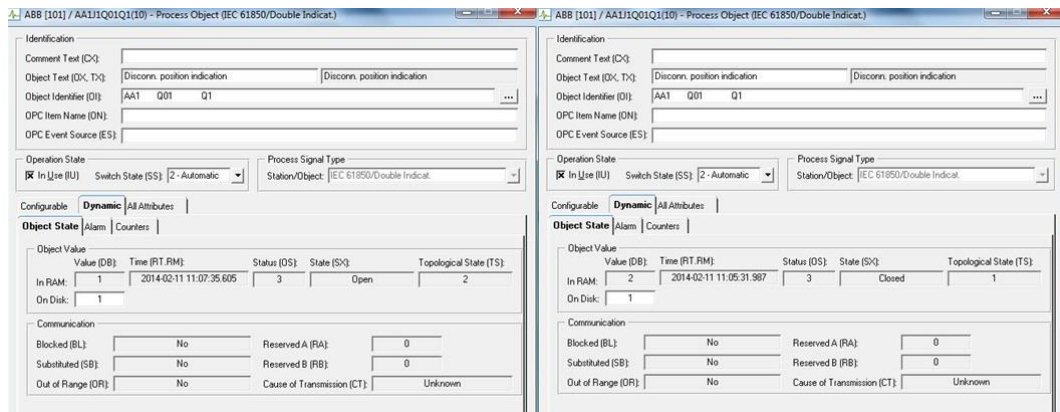 ABB [101] / AA1J1Q01Q1(10) - Process Object (IEC 61850/Double Indicat.)
Identification
Comment Text (CX):
Object Text (OX, TX): Disconn. position indication Disconn. position indication
Object Identifier (OI): AA1 Q01 Q1 ...
OPC Item Name (ON):
OPC Event Source (ES):
Operation State Process Signal Type
In Use (IU) Switch State (SS): 2 - Automatic Station/Object: IEC 61850/Double Indicat.
Configurable Dynamic All Attributes
Object State Alarm Counters
Object Value
Value (DB): Time (RT.RM): Status (OS): State (SX): Topological State (TS):
In RAM: 1 2014-02-11 11:07:35.605 3 Open 2
On Disk: 1
Communication
Blocked (BL): No Reserved A (RA): 0
Substituted (SB): No Reserved B (RB): 0
Out of Range (OR): No Cause of Transmission (CT): Unknown
ABB [101] / AA1J1Q01Q1(10) - Process Object (IEC 61850/Double Indicat.)
Identification
Comment Text (CX):
Object Text (OX, TX): Disconn. position indication Disconn. position indication
Object Identifier (OI): AA1 Q01 Q1 ...
OPC Item Name (ON):
OPC Event Source (ES):
Operation State Process Signal Type
In Use (IU) Switch State (SS): 2 - Automatic Station/Object: IEC 61850/Double Indicat.
Configurable Dynamic All Attributes
Object State Alarm Counters
Object Value
Value (DB): Time (RT.RM): Status (OS): State (SX): Topological State (TS):
In RAM: 2 2014-02-11 11:05:31.987 3 Closed 1
On Disk: 1
Communication
Blocked (BL): No Reserved A (RA): 0
Substituted (SB): No Reserved B (RB): 0
Out of Range (OR): No Cause of Transmission (CT): Unknown